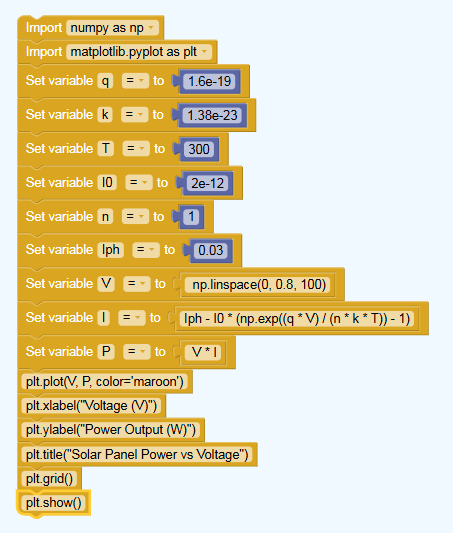 Import numpy as np
Import matplotlib.pyplot as plt
Set variable q = to 1.6e-19
Set variable k = to 1.38e-23
Set variable T = to 300
Set variable I0 = to 2e-12
Set variable n = to 1
Set variable Iph = to 0.03
Set variable V = to np.linspace(0, 0.8, 100)
Set variable I = to Iph - I0 * (np.exp((q * V) / (n * k * T)) - 1)
Set variable P = to V * I
plt.plot(V, P, color='maroon')
plt.xlabel("Voltage (V)")
plt.ylabel("Power Output (W)")
plt.title("Solar Panel Power vs Voltage")
plt.grid()
plt.show()